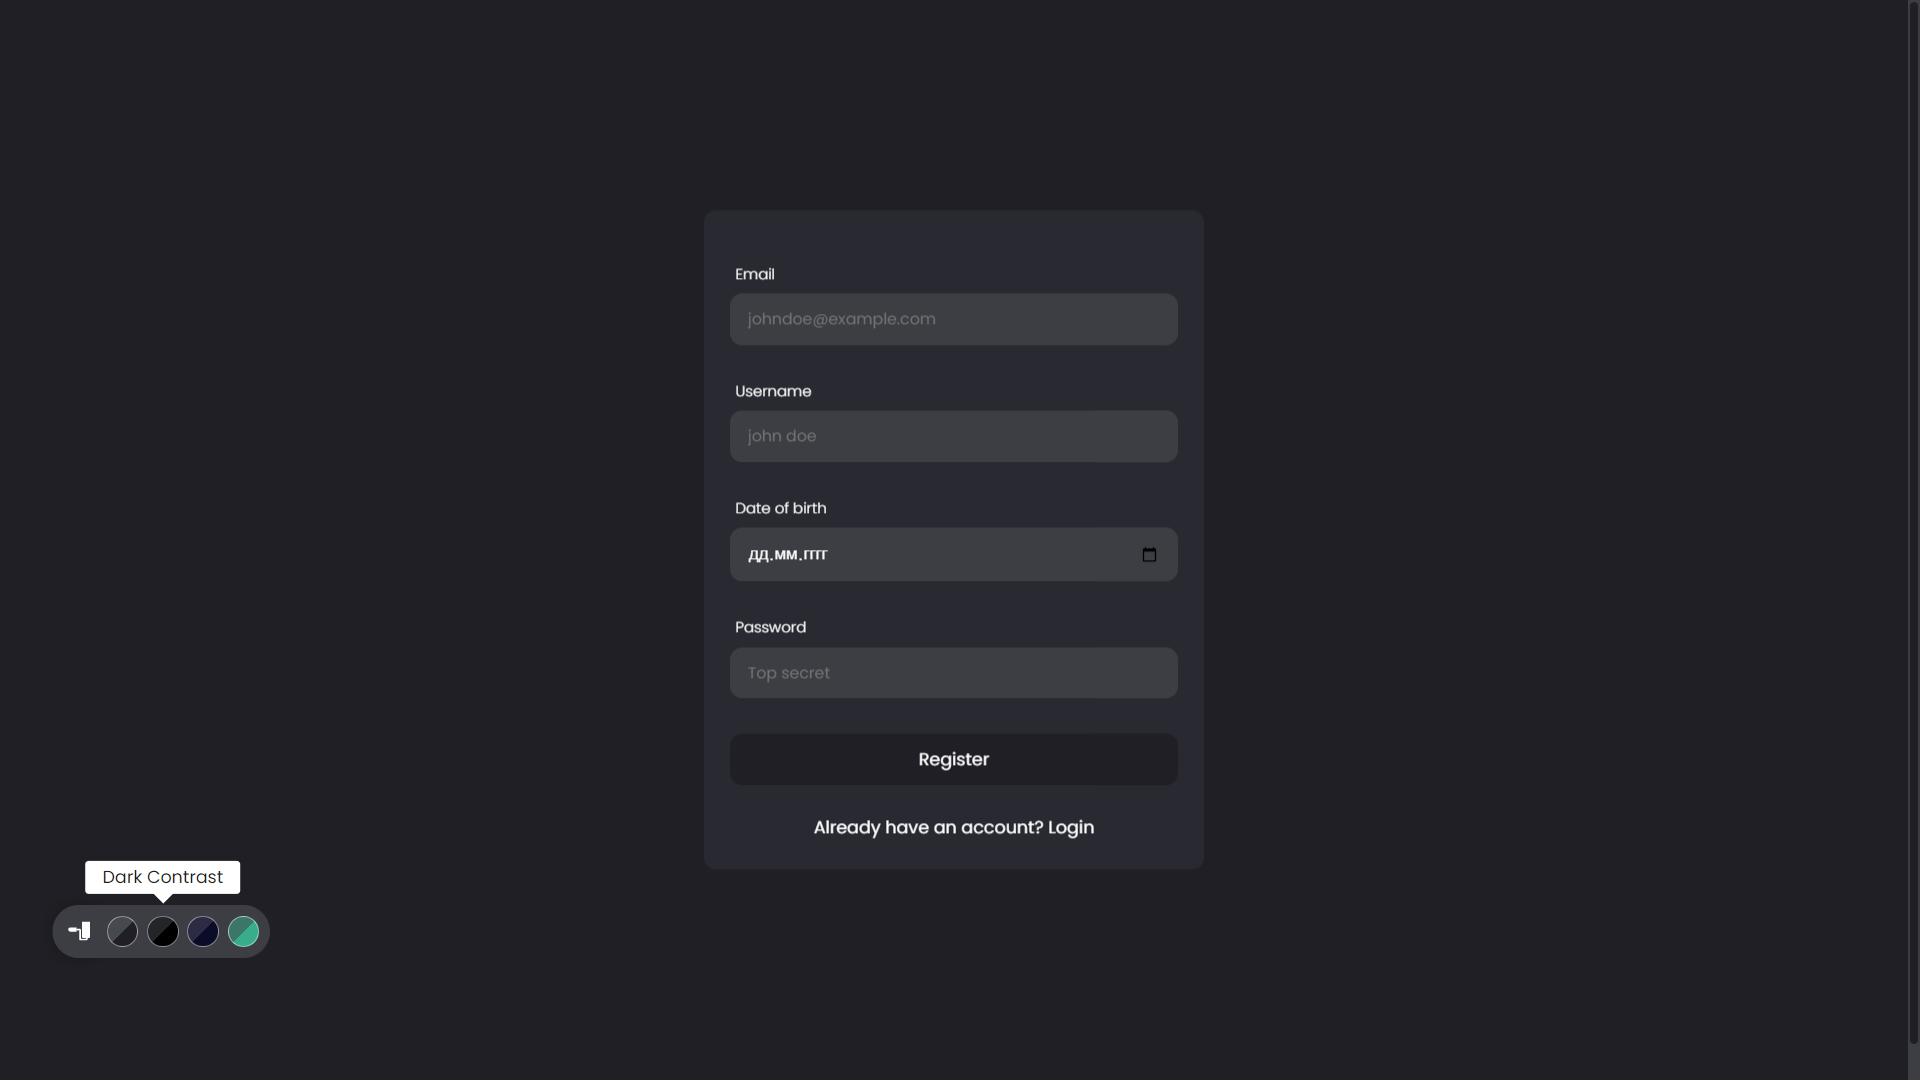 Email
johndoe@example.com
Username
john doe
Date of birth
дд.мм.гггг
Password
Top secret
Register
Already have an account? Login
Dark Contrast